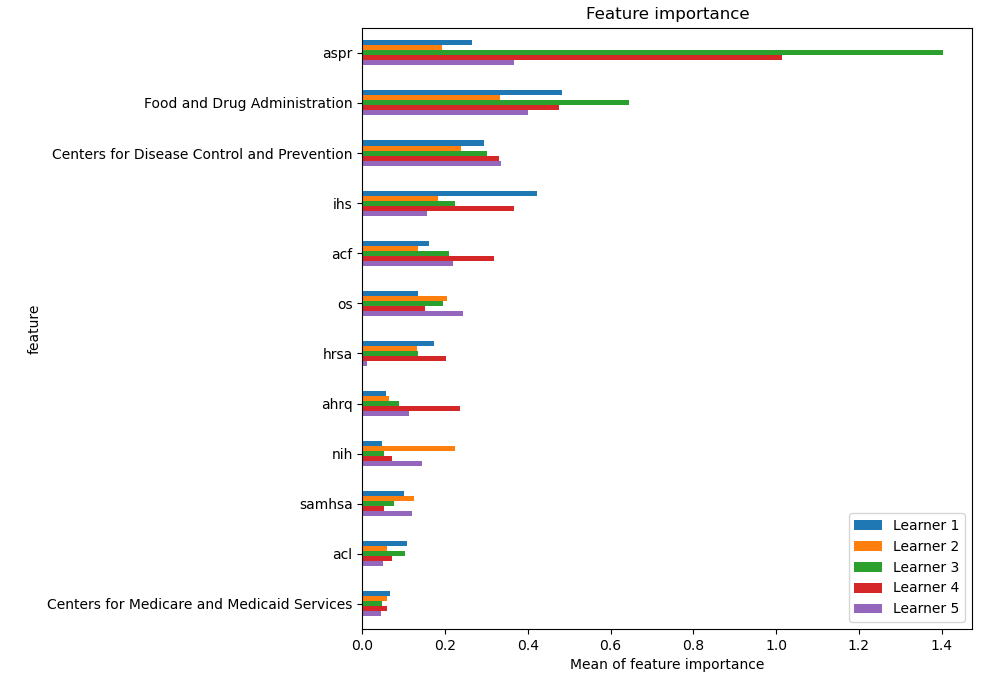 Feature importance
feature
aspr
Food and Drug Administration
Centers for Disease Control and Prevention
ihs
acf
os
hrsa
ahrq
nih
samhsa
acl
Centers for Medicare and Medicaid Services
Learner 1
Learner 2
Learner 3
Learner 4
Learner 5
0.0 0.2 0.4 0.6 0.8 1.0 1.2 1.4
Mean of feature importance